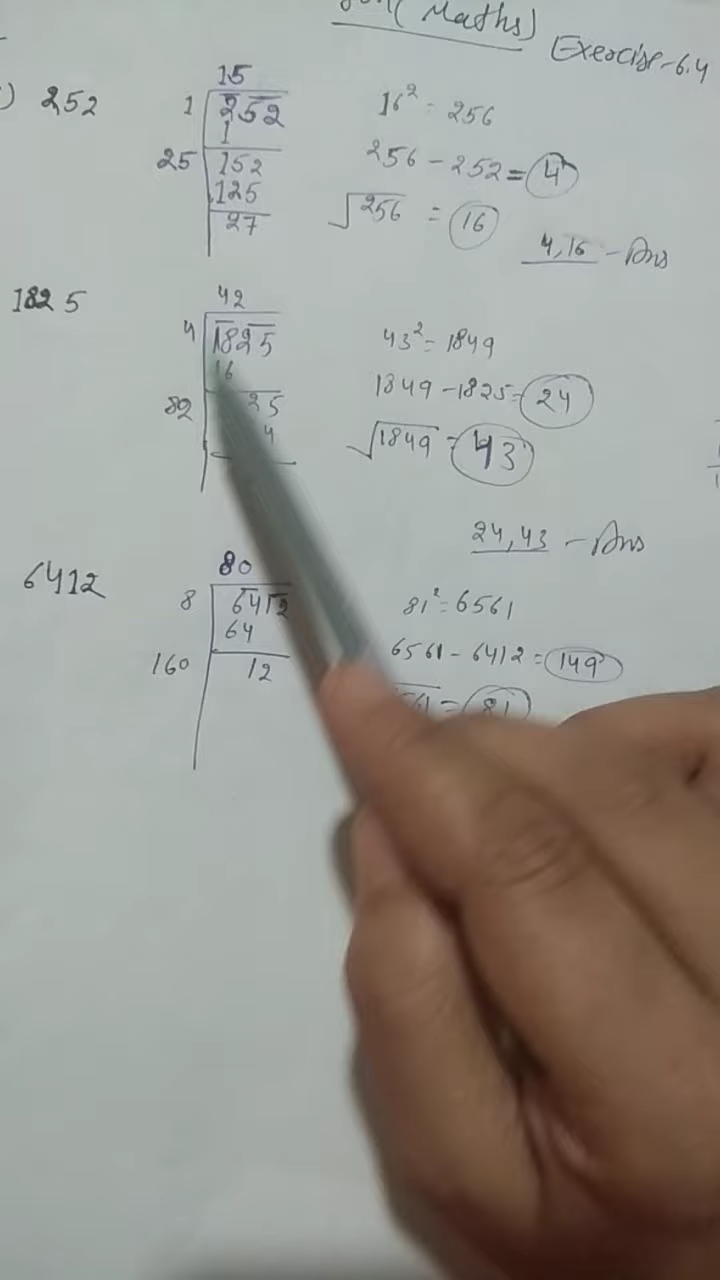 (Maths)
Exercise-6.4
) 252
15
1 252
1
25 152
125
27
16² = 256
256 - 252 = 4
√256 = 16
4,16 - Ans
1825
42
4 1825
16
82 25
4
43² = 1849
1849 - 1825 = 24
√1849 = 43
24,43 - Ans
6412
80
8 6412
64
160 12
81² = 6561
6561 - 6412 = 149
= 81